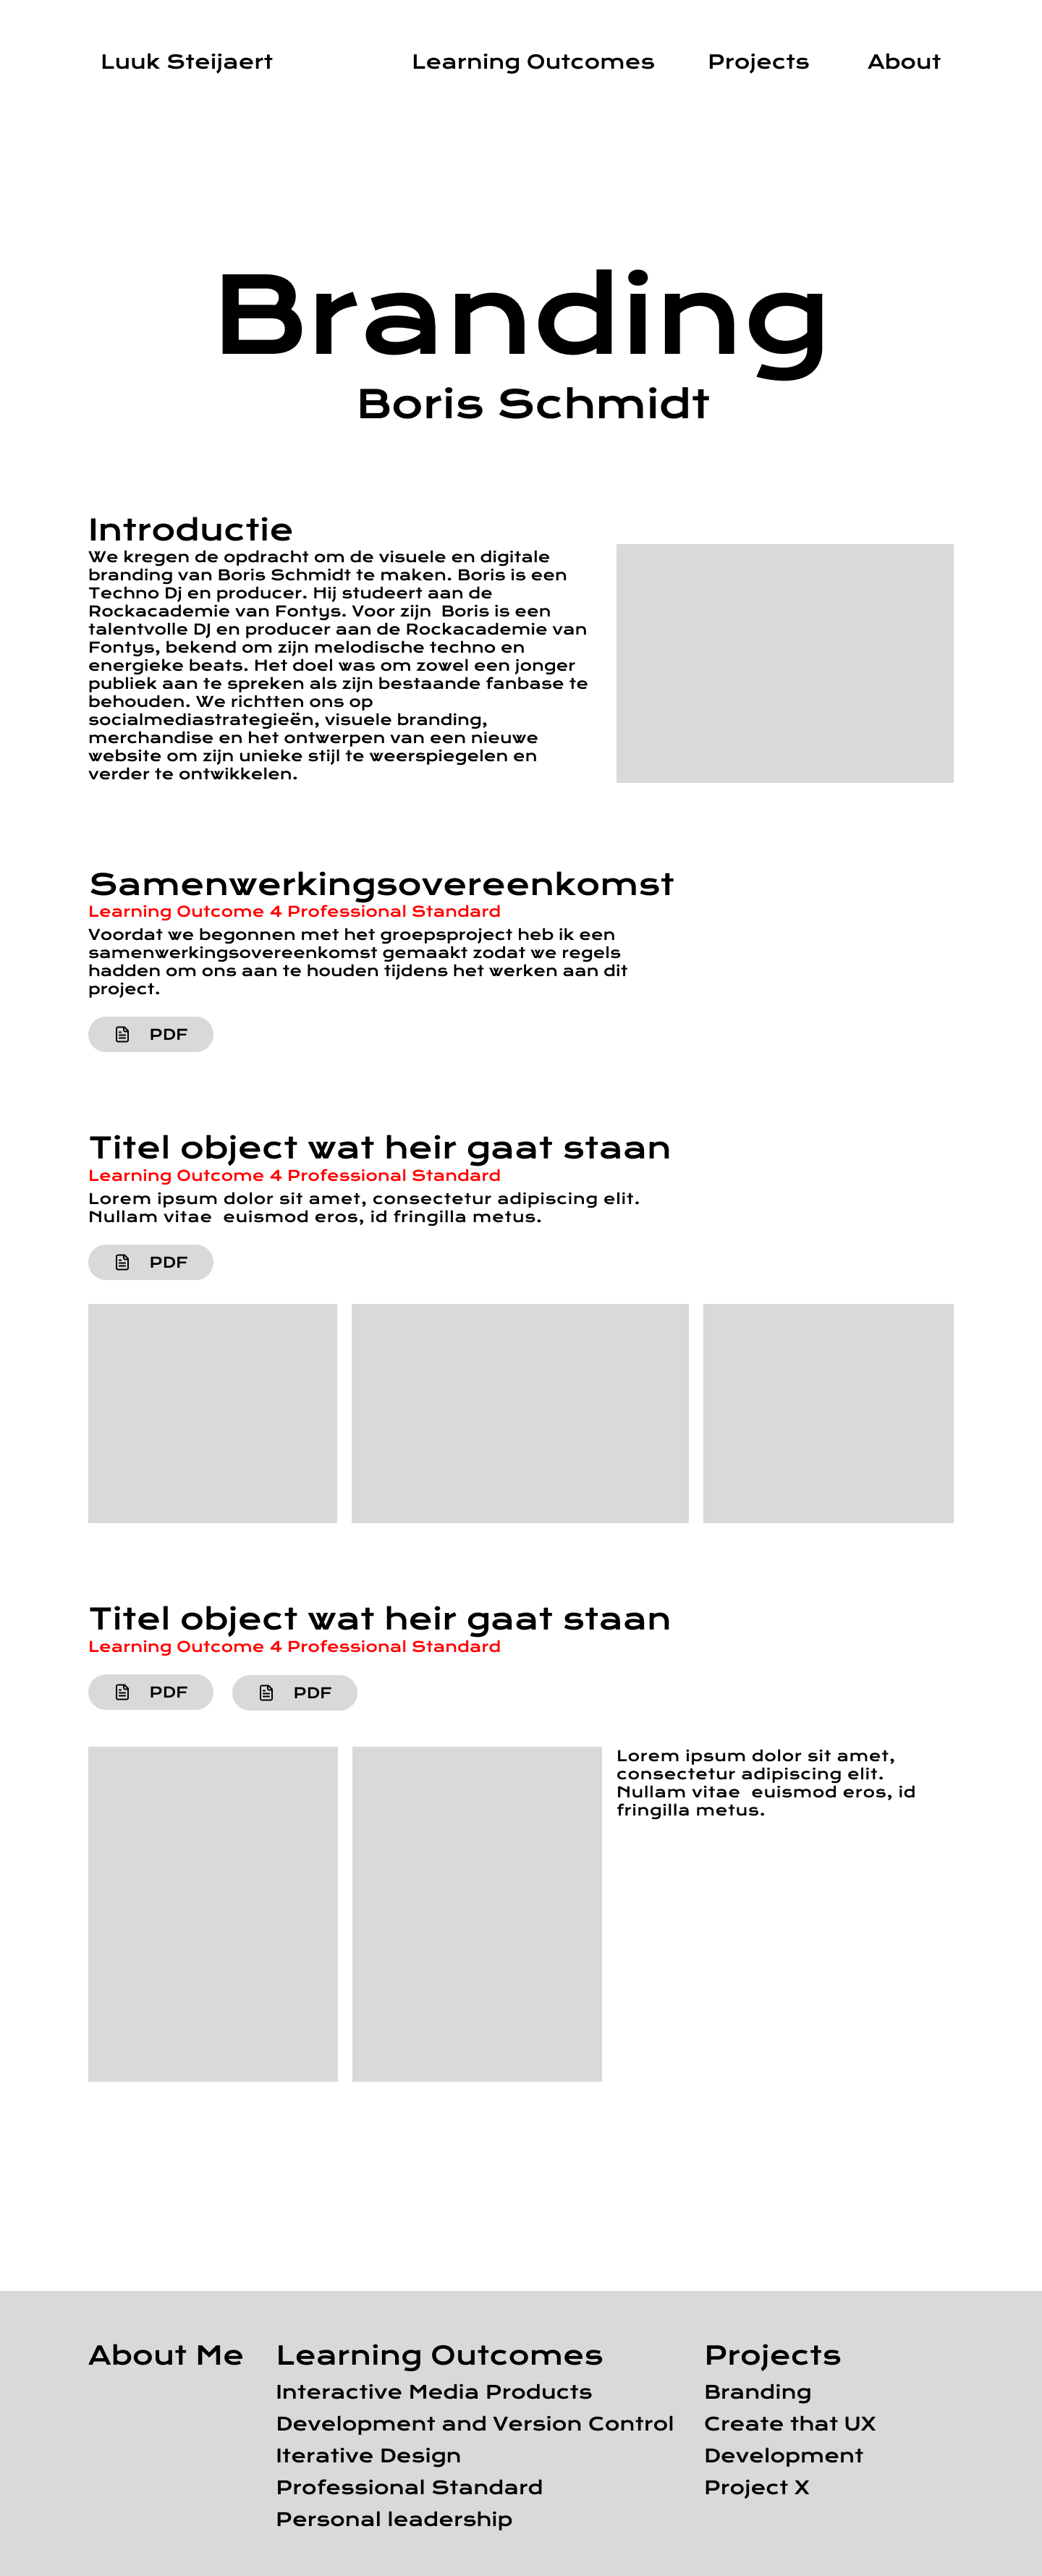 Luuk Steijaert Learning Outcomes Projects About
Branding
Boris Schmidt
Introductie
We kregen de opdracht om de visuele en digitale
branding van Boris Schmidt te maken. Boris is een
Techno Dj en producer. Hij studeert aan de
Rockacademie van Fontys. Voor zijn  Boris is een
talentvolle DJ en producer aan de Rockacademie van
Fontys, bekend om zijn melodische techno en
energieke beats. Het doel was om zowel een jonger
publiek aan te spreken als zijn bestaande fanbase te
behouden. We richtten ons op
socialmediastrategieën, visuele branding,
merchandise en het ontwerpen van een nieuwe
website om zijn unieke stijl te weerspiegelen en
verder te ontwikkelen.
Samenwerkingsovereenkomst
Learning Outcome 4 Professional Standard
Voordat we begonnen met het groepsproject heb ik een
samenwerkingsovereenkomst gemaakt zodat we regels
hadden om ons aan te houden tijdens het werken aan dit
project.
PDF
Titel object wat heir gaat staan
Learning Outcome 4 Professional Standard
Lorem ipsum dolor sit amet, consectetur adipiscing elit.
Nullam vitae  euismod eros, id fringilla metus.
PDF
Titel object wat heir gaat staan
Learning Outcome 4 Professional Standard
PDF PDF
Lorem ipsum dolor sit amet,
consectetur adipiscing elit.
Nullam vitae  euismod eros, id
fringilla metus.
About Me
Learning Outcomes
Interactive Media Products
Development and Version Control
Iterative Design
Professional Standard
Personal leadership
Projects
Branding
Create that UX
Development
Project X